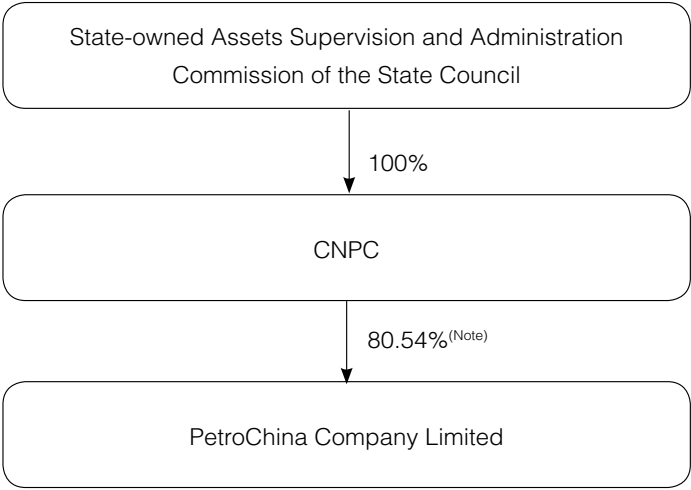 State-owned Assets Supervision and Administration
Commission of the State Council
100%
CNPC
80.54%(Note)
PetroChina Company Limited